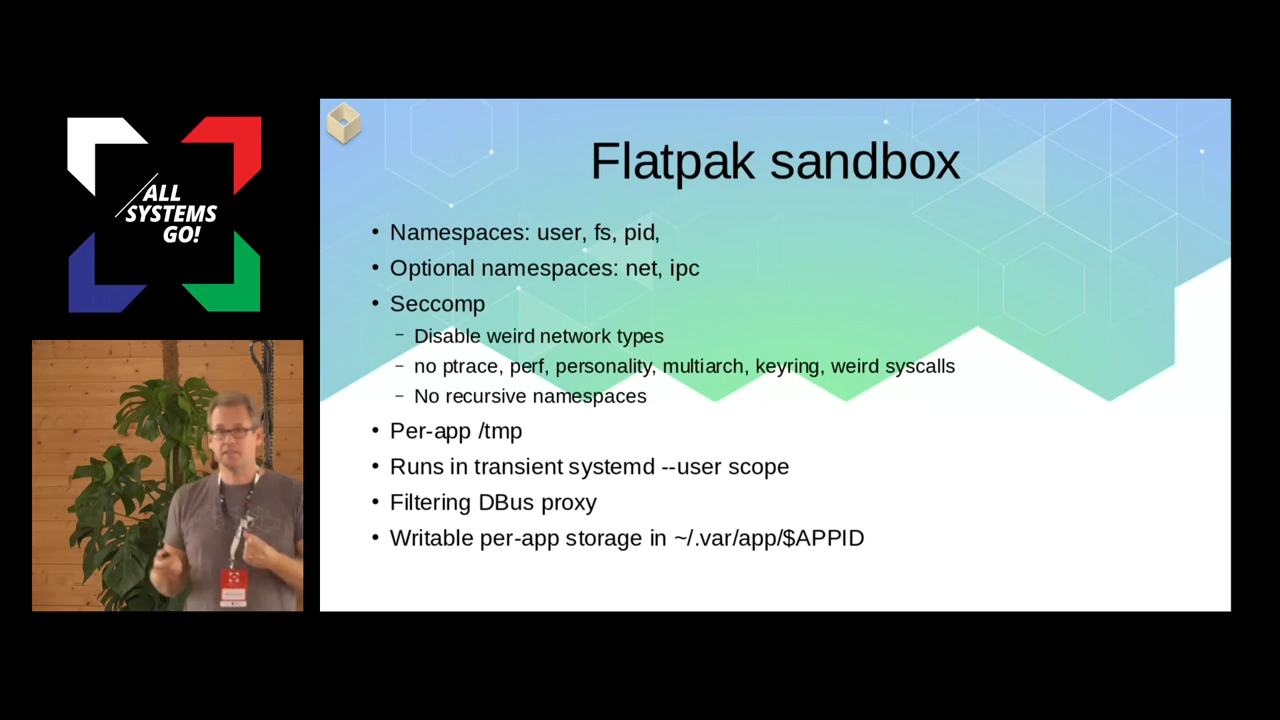 ALL
SYSTEMS
GO!
Flatpak sandbox
• Namespaces: user, fs, pid,
• Optional namespaces: net, ipc
• Seccomp
– Disable weird network types
– no ptrace, perf, personality, multiarch, keyring, weird syscalls
– No recursive namespaces
• Per-app /tmp
• Runs in transient systemd --user scope
• Filtering DBus proxy
• Writable per-app storage in ~/.var/app/$APPID